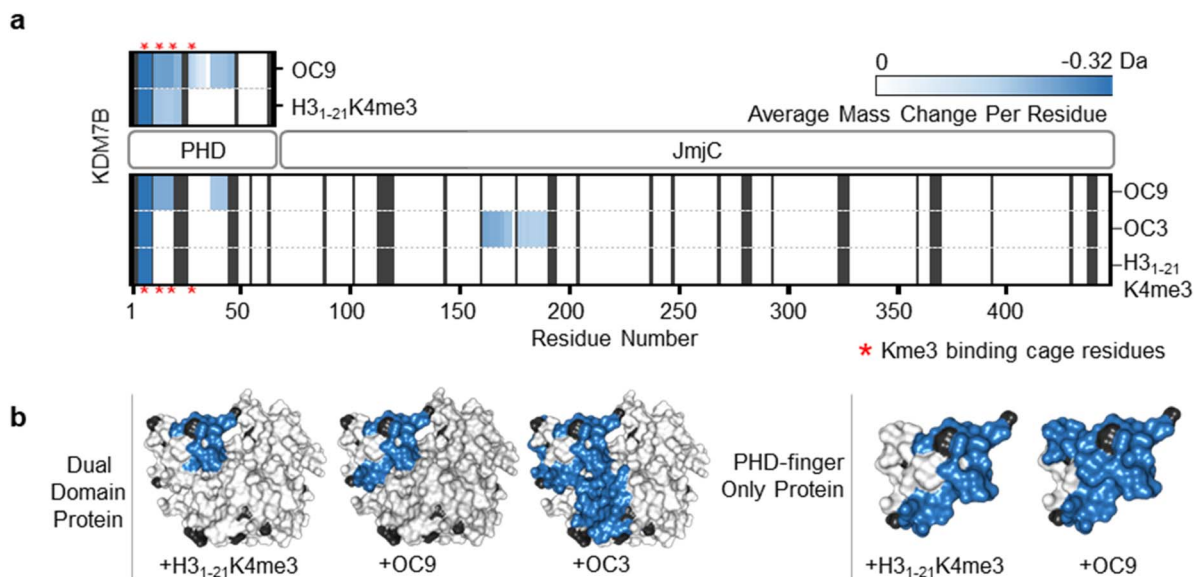 a
0 -0.32 Da
Average Mass Change Per Residue
* * * *
OC9
H3₁₋₂₁K4me3
KDM7B
PHD JmjC
OC9
OC3
H3₁₋₂₁
K4me3
* * * *
1 50 100 150 200 250 300 350 400
Residue Number
* Kme3 binding cage residues
b
Dual
Domain
Protein
+H3₁₋₂₁K4me3 +OC9 +OC3
PHD-finger
Only Protein
+H3₁₋₂₁K4me3 +OC9